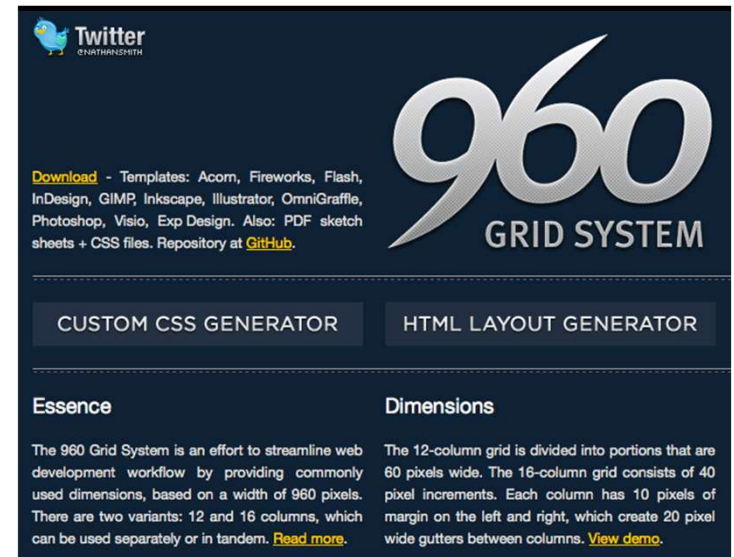 Twitter
@NATHANSMITH
960
GRID SYSTEM
Download - Templates: Acorn, Fireworks, Flash,
InDesign, GIMP, Inkscape, Illustrator, OmniGraffle,
Photoshop, Visio, Exp Design. Also: PDF sketch
sheets + CSS files. Repository at GitHub.
CUSTOM CSS GENERATOR
HTML LAYOUT GENERATOR
Essence
The 960 Grid System is an effort to streamline web
development workflow by providing commonly
used dimensions, based on a width of 960 pixels.
There are two variants: 12 and 16 columns, which
can be used separately or in tandem. Read more.
Dimensions
The 12-column grid is divided into portions that are
60 pixels wide. The 16-column grid consists of 40
pixel increments. Each column has 10 pixels of
margin on the left and right, which create 20 pixel
wide gutters between columns. View demo.